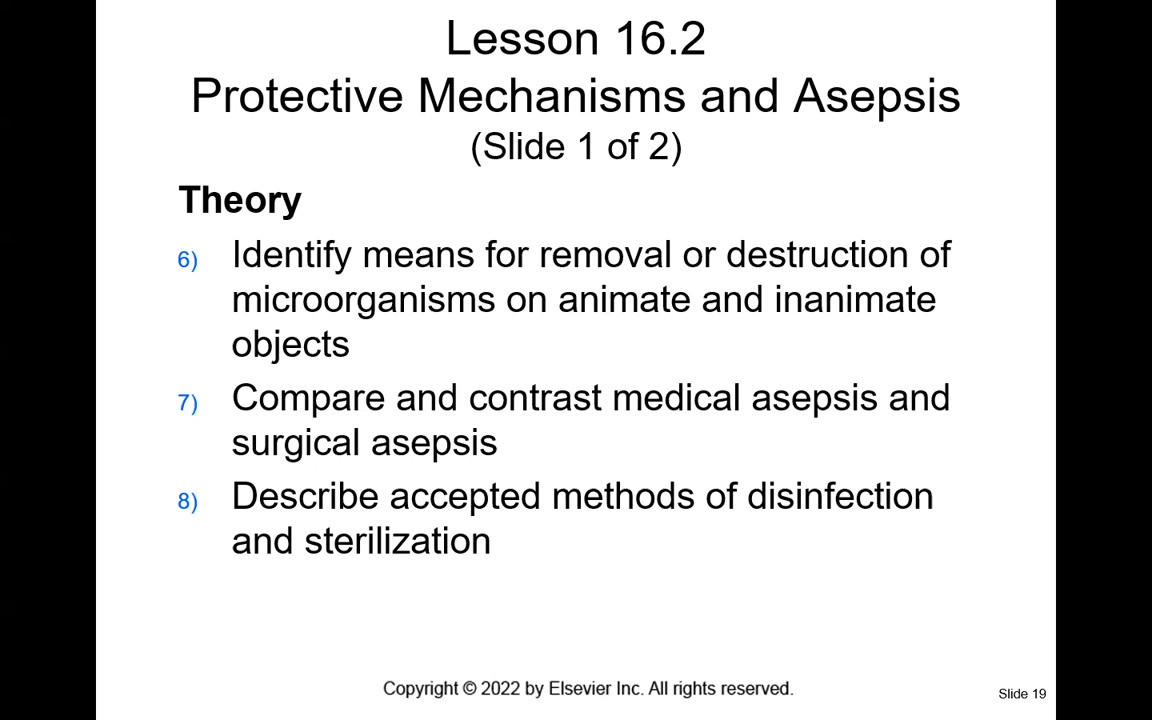 Lesson 16.2
Protective Mechanisms and Asepsis
(Slide 1 of 2)
Theory
6) Identify means for removal or destruction of
microorganisms on animate and inanimate
objects
7) Compare and contrast medical asepsis and
surgical asepsis
8) Describe accepted methods of disinfection
and sterilization
Copyright © 2022 by Elsevier Inc. All rights reserved.
Slide 19